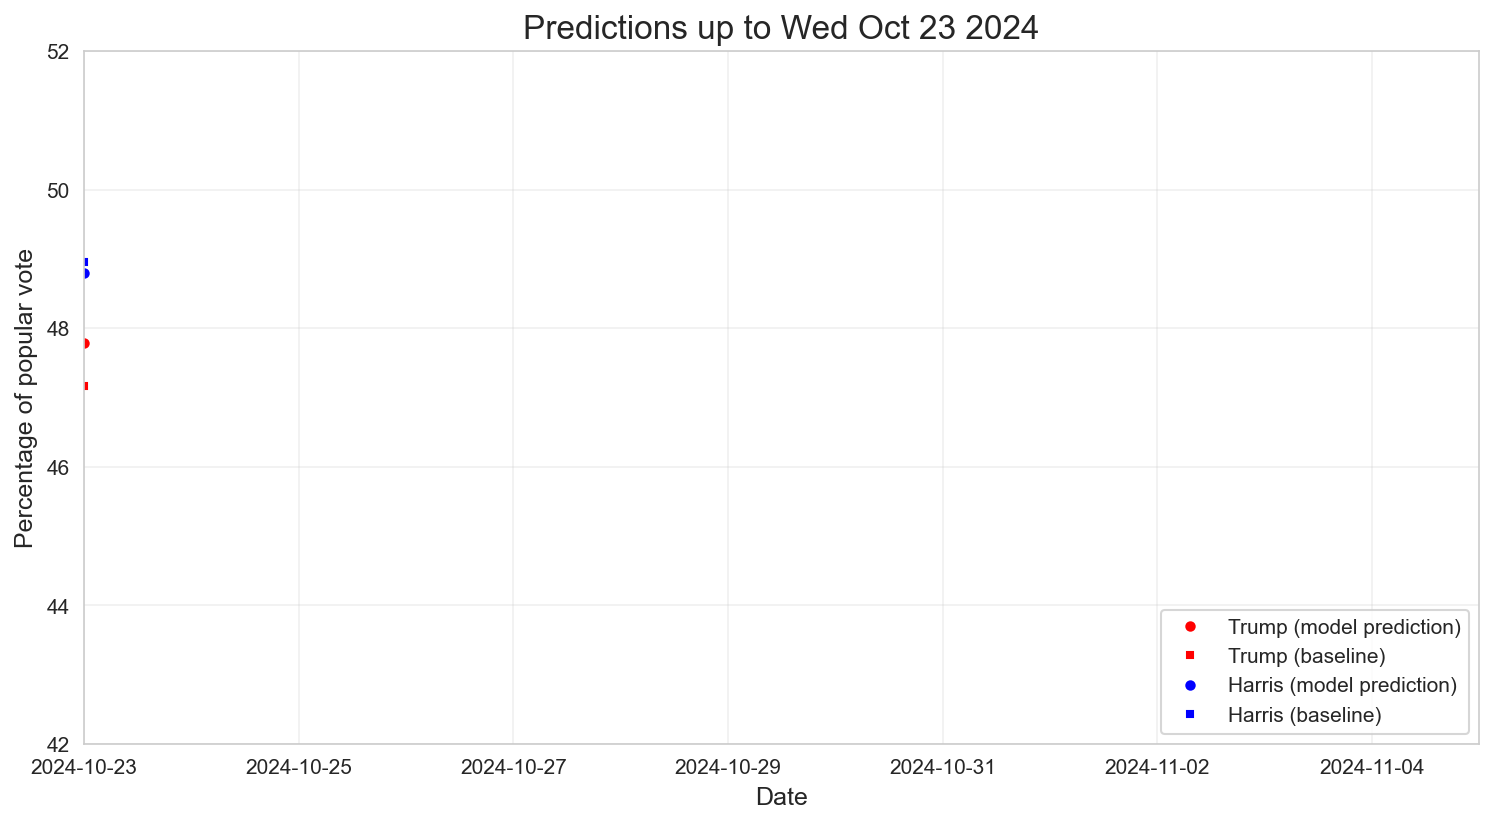 Predictions up to Wed Oct 23 2024
Percentage of popular vote
52
50
48
46
44
42
2024-10-23
2024-10-25
2024-10-27
2024-10-29
2024-10-31
2024-11-02
2024-11-04
Date
Trump (model prediction)
Trump (baseline)
Harris (model prediction)
Harris (baseline)